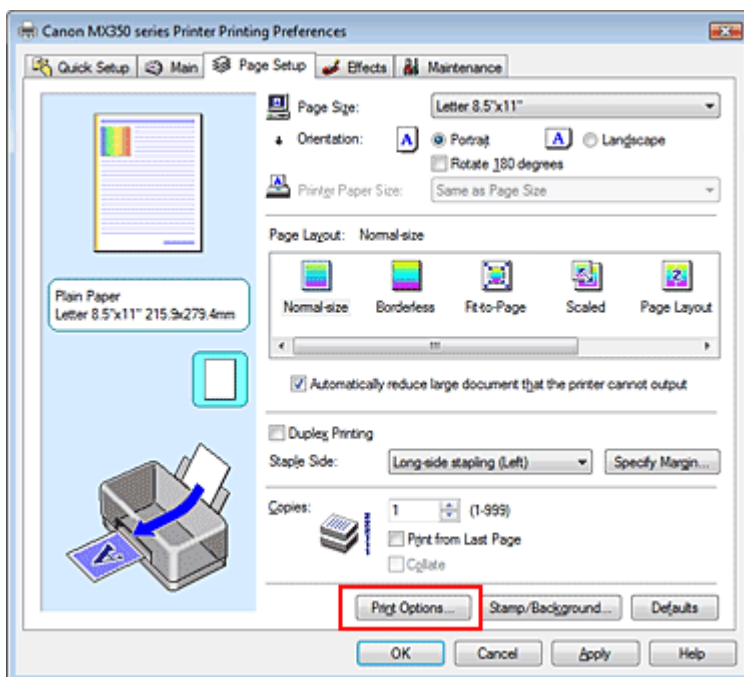 Canon MX350 series Printer Printing Preferences
Quick Setup
Main
Page Setup
Effects
Maintenance
Page Size:
Letter 8.5"x11"
Orientation:
A
Portrait
A
Landscape
Rotate 180 degrees
Printer Paper Size:
Same as Page Size
Page Layout: Normal-size
Normal-size
Borderless
Fit-to-Page
Scaled
Page Layout
Plain Paper
Letter 8.5"x11" 215.9x279.4mm
Automatically reduce large document that the printer cannot output
Duplex Printing
Staple Side:
Long-side stapling (Left)
Specify Margin...
Copies:
1
(1-999)
Print from Last Page
Collate
A
Print Options...
Stamp/Background...
Defaults
OK
Cancel
Apply
Help